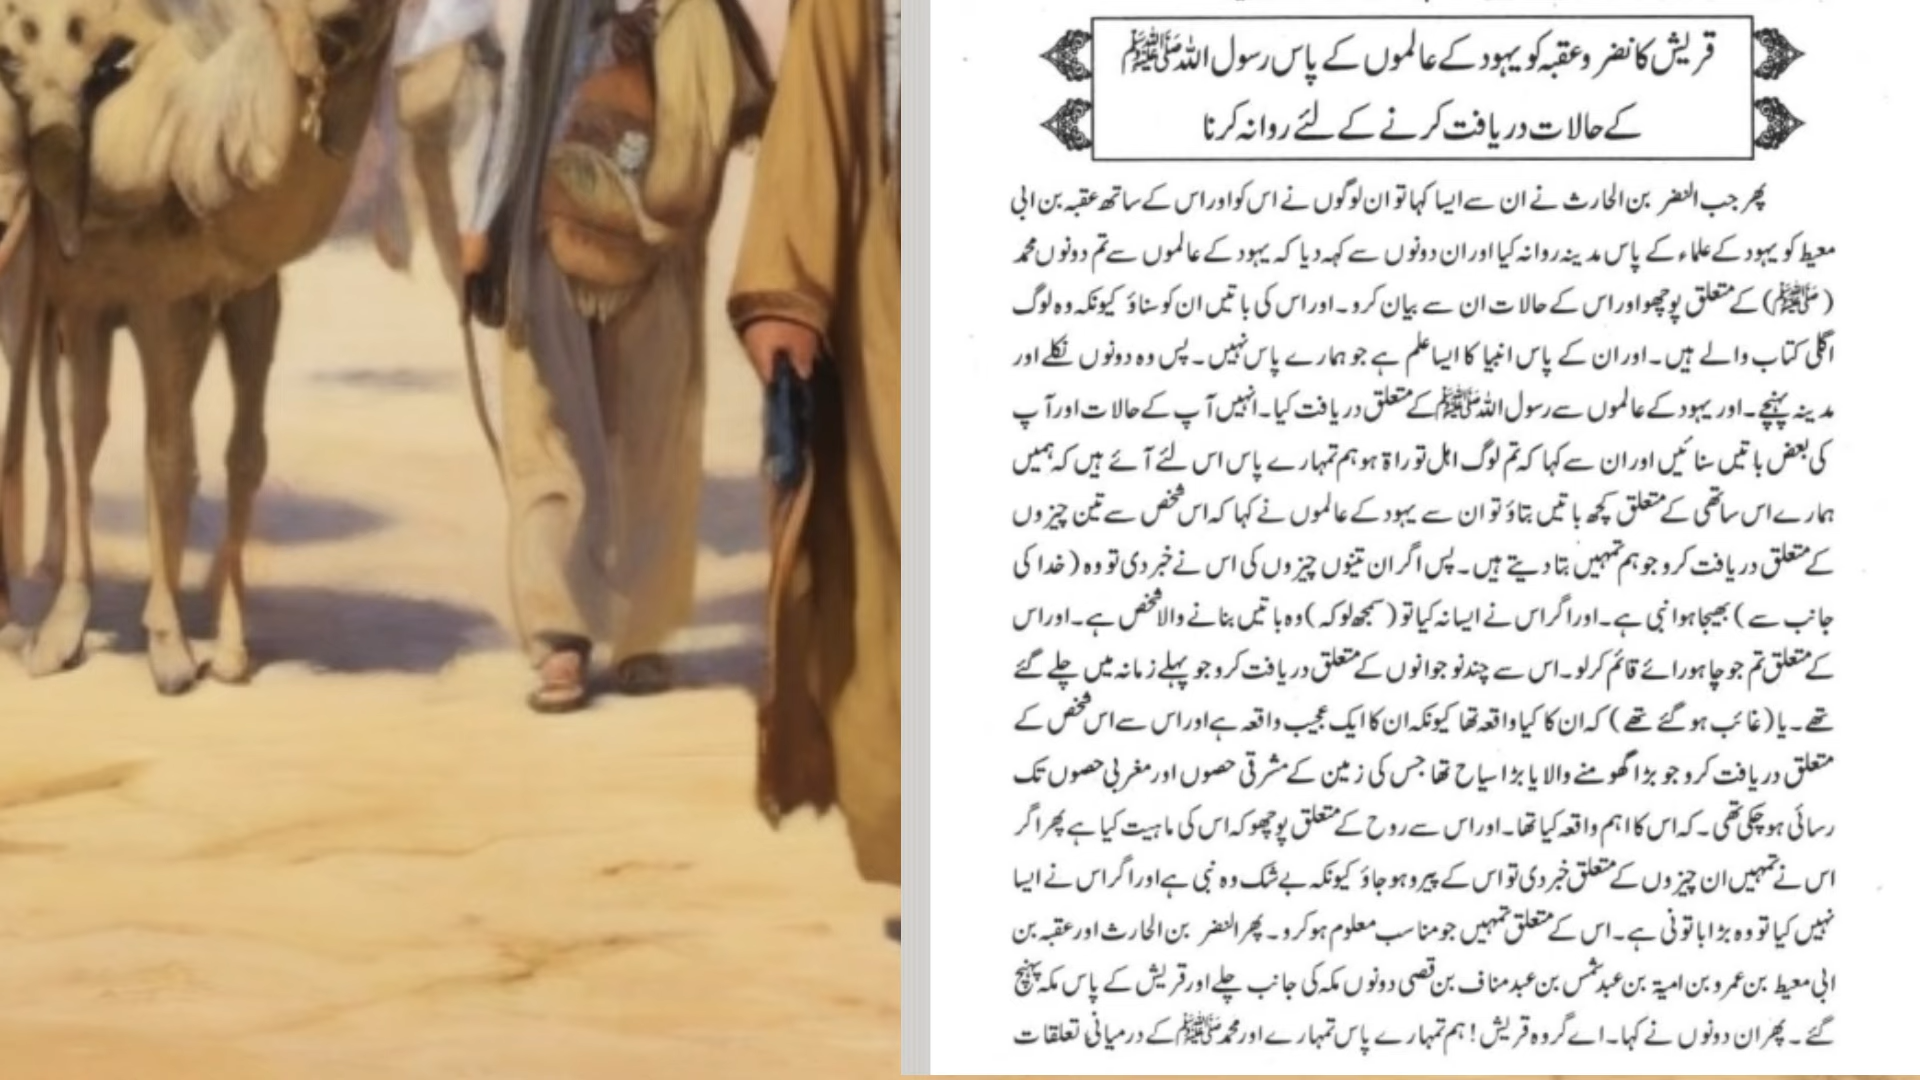 قریش کا نضر وعقبہ کو یہود کے عالموں کے پاس رسول اللہ ﷺ
کے حالات دریافت کرنے کے لئے روانہ کرنا
پھر جب النضر بن الحارث نے ان سے ایسا کہا تو ان لوگوں نے اس کو اور اس کے ساتھ عقبہ بن ابی
معیط کو یہود کے علماء کے پاس مدینہ روانہ کیا اور ان دونوں سے کہہ دیا کہ یہود کے عالموں سے تم دونوں محمد
(ﷺ) کے متعلق پوچھو اور اس کے حالات ان سے بیان کرو۔ اور اس کی باتیں ان کو سناؤ کیونکہ وہ لوگ
اگلی کتاب والے ہیں۔ اور ان کے پاس انبیا کا ایسا علم ہے جو ہمارے پاس نہیں۔ پس وہ دونوں نکلے اور
مدینہ پہنچے۔ اور یہود کے عالموں سے رسول اللہ ﷺ کے متعلق دریافت کیا۔ انہیں آپ کے حالات اور آپ
کی بعض باتیں سنائیں اور ان سے کہا کہ تم لوگ اہل توراۃ ہو ہم تمہارے پاس اس لئے آئے ہیں کہ ہمیں
ہمارے اس ساتھی کے متعلق کچھ باتیں بتاؤ تو ان سے یہود کے عالموں نے کہا کہ اس شخص سے تین چیزوں
کے متعلق دریافت کرو جو ہم تمہیں بتا دیتے ہیں۔ پس اگر ان تینوں چیزوں کی اس نے خبر دی تو وہ (خدا کی
جانب سے) بھیجا ہوا نبی ہے۔ اور اگر اس نے ایسا نہ کیا تو (سمجھ لو کہ) وہ باتیں بنانے والا شخص ہے۔ اور اس
کے متعلق تم جو چاہو رائے قائم کر لو۔ اس سے چند نوجوانوں کے متعلق دریافت کرو جو پہلے زمانہ میں چلے گئے
تھے۔ یا (غائب ہو گئے تھے) کہ ان کا کیا واقعہ تھا کیونکہ ان کا ایک عجیب واقعہ ہے اور اس سے اس شخص کے
متعلق دریافت کرو جو بڑا گھومنے والا یا بڑا سیاح تھا جس کی زمین کے مشرقی حصوں اور مغربی حصوں تک
رسائی ہو چکی تھی۔ کہ اس کا اہم واقعہ کیا تھا۔ اور اس سے روح کے متعلق پوچھو کہ اس کی ماہیت کیا ہے پھر اگر
اس نے تمہیں ان چیزوں کے متعلق خبر دی تو اس کے پیرو ہو جاؤ کیونکہ بے شک وہ نبی ہے اور اگر اس نے ایسا
نہیں کیا تو وہ بڑا باتونی ہے۔ اس کے متعلق تمہیں جو مناسب معلوم ہو کرو۔ پھر النضر بن الحارث اور عقبہ بن
ابی معیط بن عمرو بن امیۃ بن عبد شمس بن عبد مناف بن قصی دونوں مکہ کی جانب چلے اور قریش کے پاس مکہ پہنچ
گئے۔ پھر ان دونوں نے کہا۔ اے گروہ قریش! ہم تمہارے پاس تمہارے اور محمد ﷺ کے درمیانی تعلقات